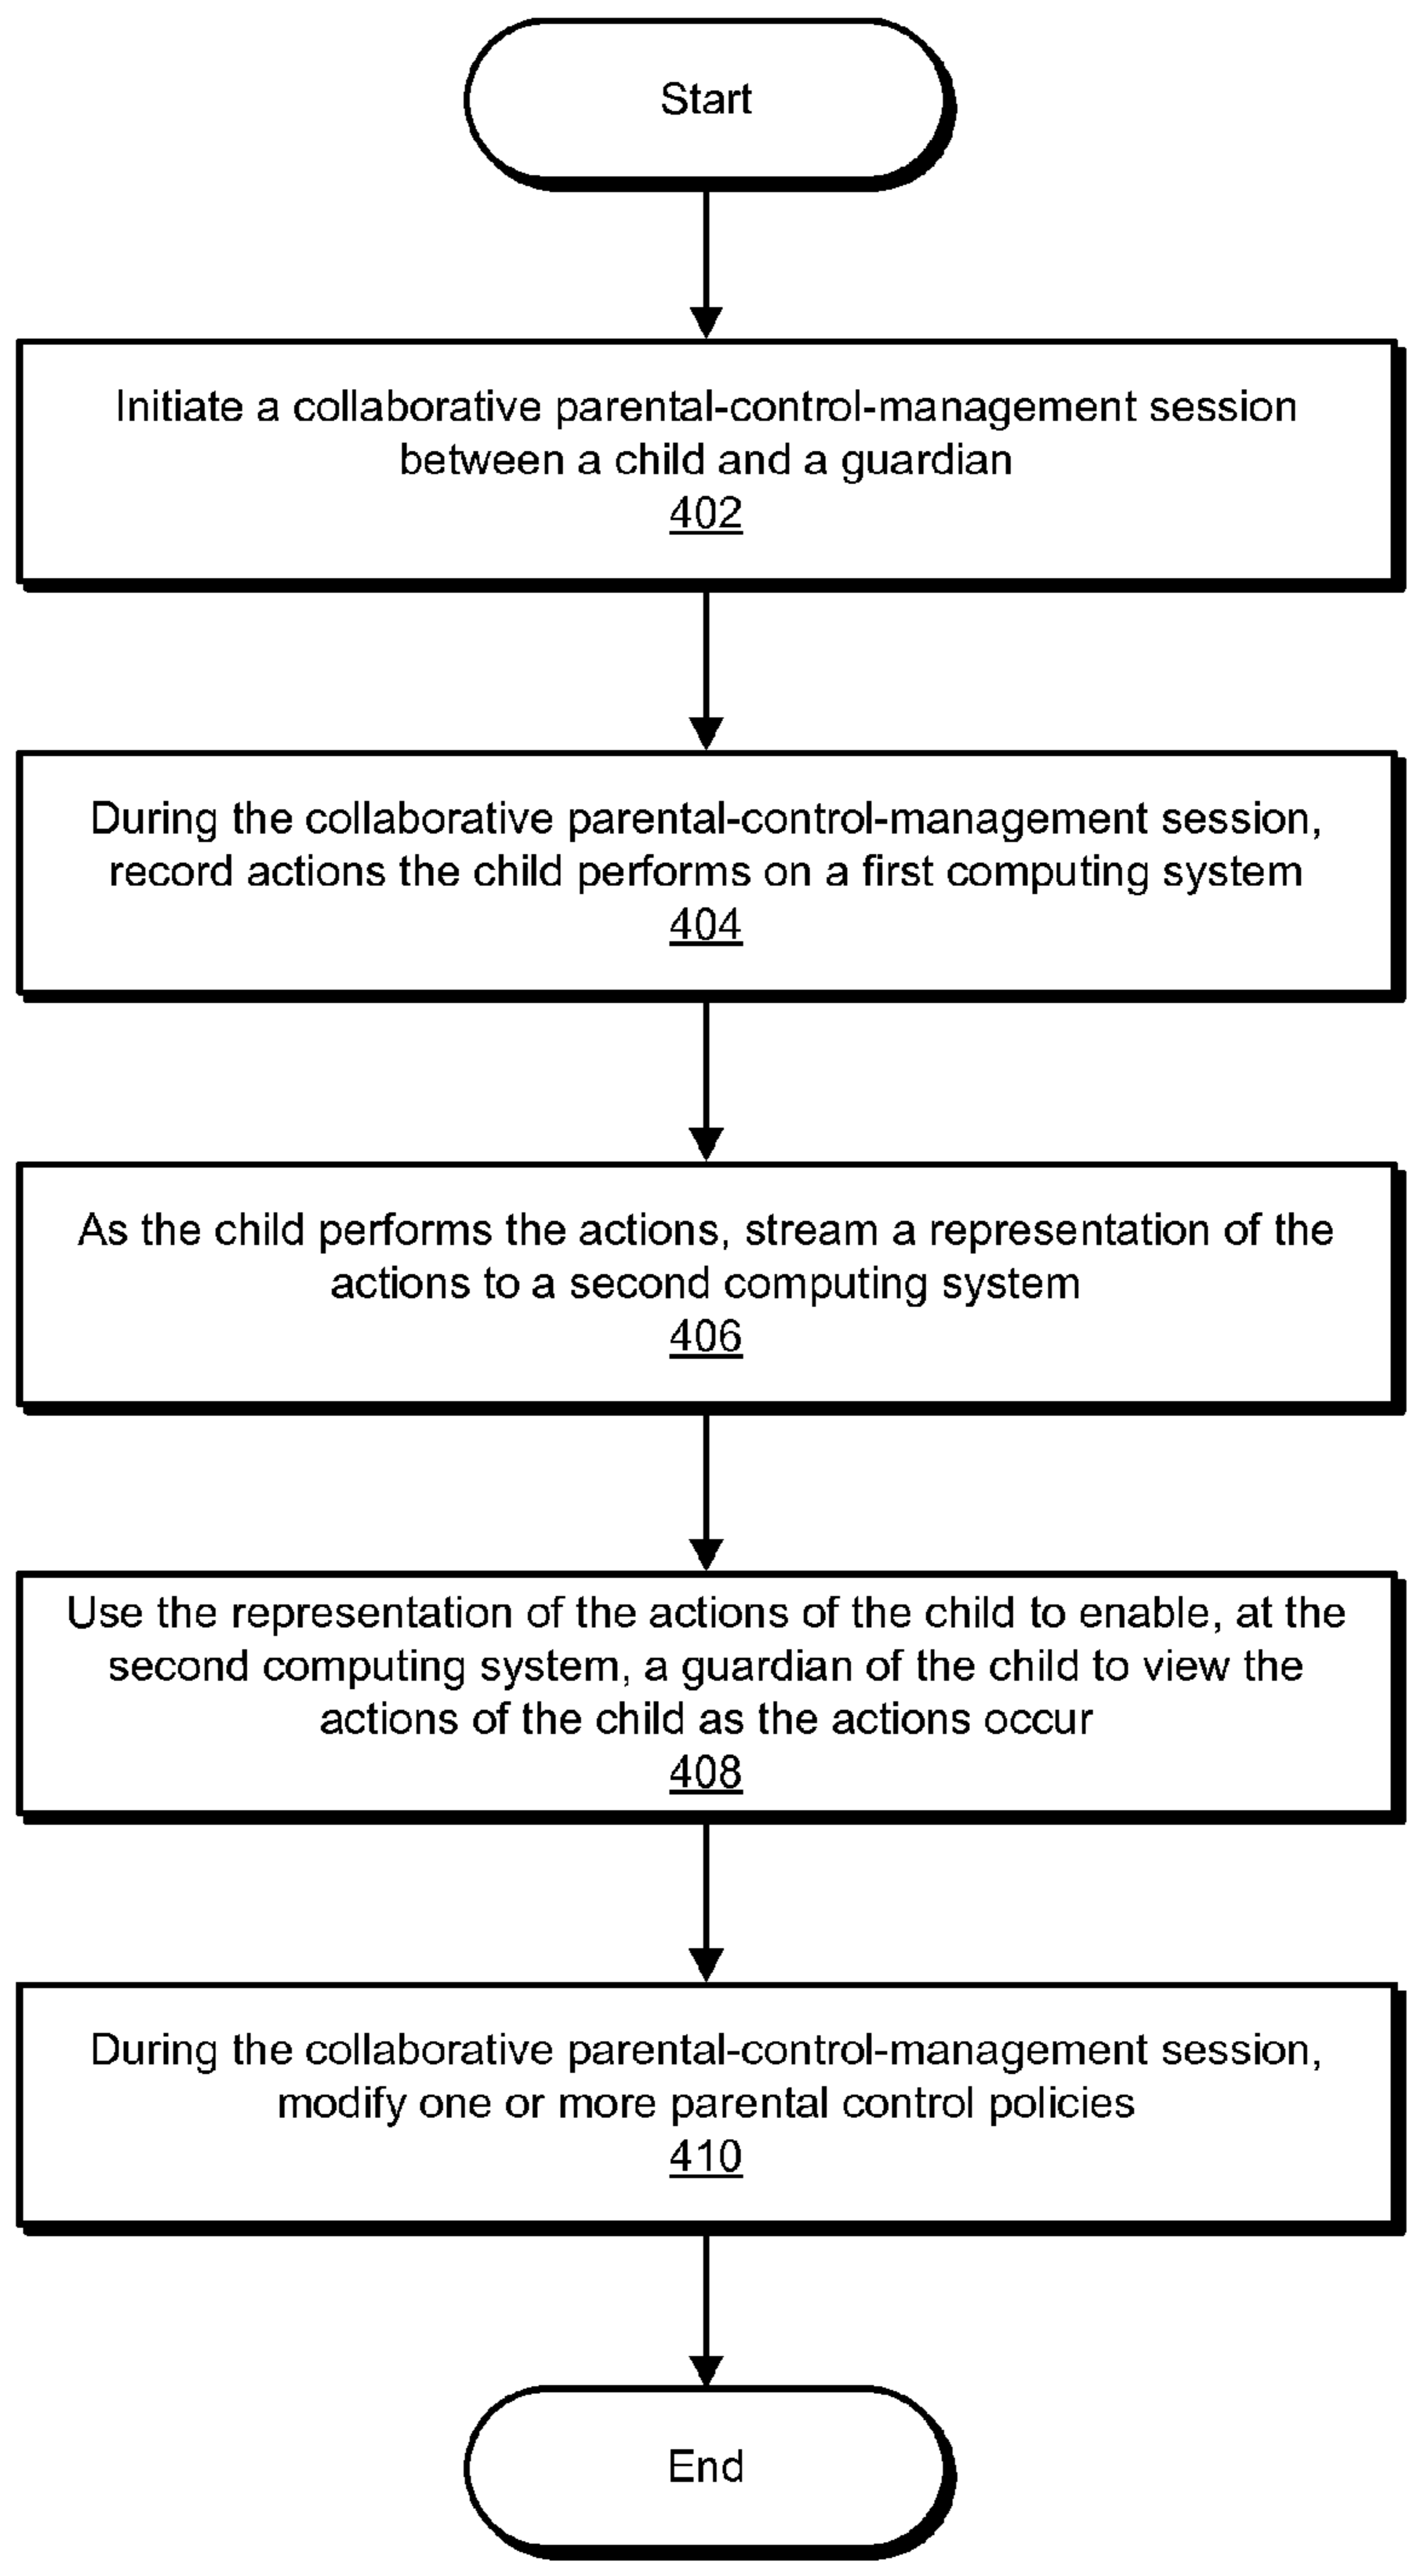 Start
Initiate a collaborative parental-control-management session
between a child and a guardian
402
During the collaborative parental-control-management session,
record actions the child performs on a first computing system
404
As the child performs the actions, stream a representation of the
actions to a second computing system
406
Use the representation of the actions of the child to enable, at the
second computing system, a guardian of the child to view the
actions of the child as the actions occur
408
During the collaborative parental-control-management session,
modify one or more parental control policies
410
End